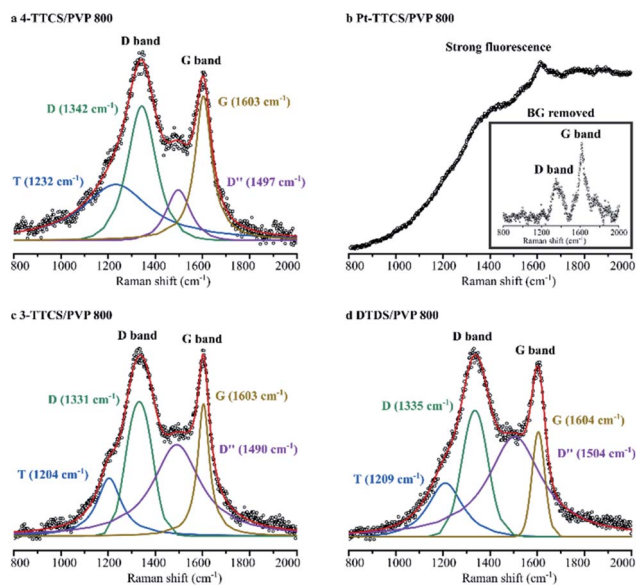 a 4-TTCS/PVP 800
D band
G band
D (1342 cm-1)
G (1603 cm-1)
T (1232 cm-1)
D" (1497 cm-1)
800 1000 1200 1400 1600 1800 2000
Raman shift (cm-1)
b Pt-TTCS/PVP 800
Strong fluorescence
BG removed
G band
D band
800 1200 1600 2000
Raman shift (cm-1)
800 1000 1200 1400 1600 1800 2000
Raman shift (cm-1)
c 3-TTCS/PVP 800
D band
G band
D (1331 cm-1)
G (1603 cm-1)
D" (1490 cm-1)
T (1204 cm-1)
800 1000 1200 1400 1600 1800 2000
Raman shift (cm-1)
d DTDS/PVP 800
D band
G band
D (1335 cm-1)
G (1604 cm-1)
D" (1504 cm-1)
T (1209 cm-1)
800 1000 1200 1400 1600 1800 2000
Raman shift (cm-1)